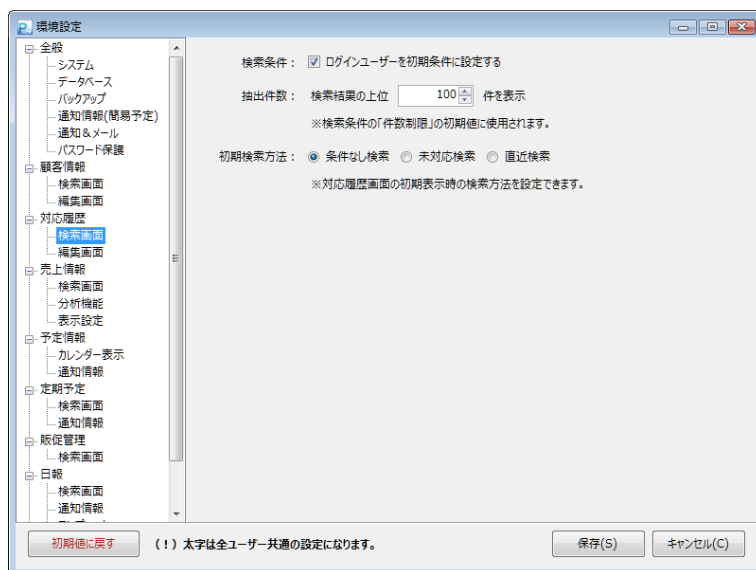 環境設定
全般
システム
データベース
バックアップ
通知情報(簡易予定)
通知＆メール
パスワード保護
顧客情報
検索画面
編集画面
対応履歴
検索画面
編集画面
売上情報
検索画面
分析機能
表示設定
予定情報
カレンダー表示
通知情報
定期予定
検索画面
通知情報
販促管理
検索画面
日報
検索画面
通知情報
検索条件： ログインユーザーを初期条件に設定する
抽出件数： 検索結果の上位 100 件を表示
※検索条件の「件数制限」の初期値に使用されます。
初期検索方法： 条件なし検索 未対応検索 直近検索
※対応履歴画面の初期表示時の検索方法を設定できます。
初期値に戻す (！) 太字は全ユーザー共通の設定になります。 保存(S) キャンセル(C)